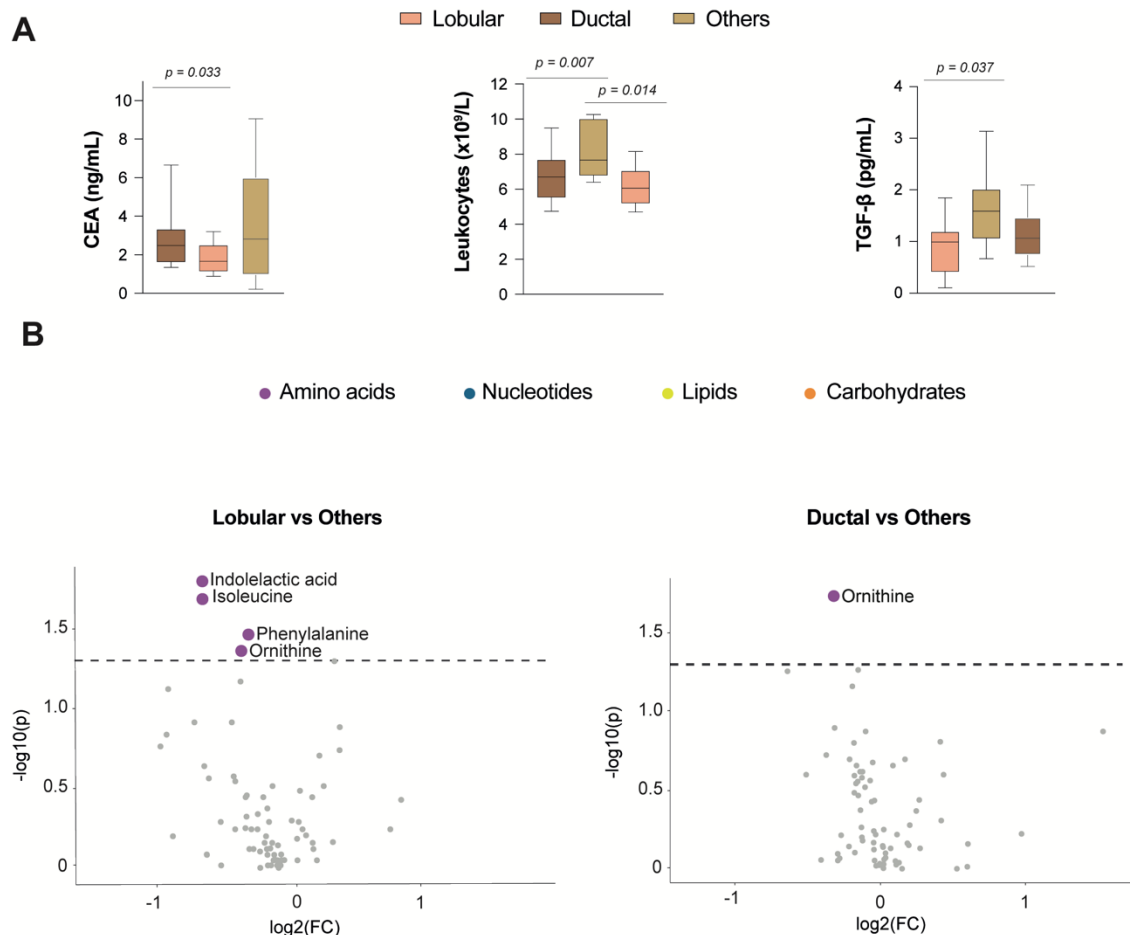 A
Lobular Ductal Others
p = 0.033
CEA (ng/mL)
10
8
6
4
2
0
p = 0.007
p = 0.014
Leukocytes (x10⁹/L)
12
10
8
6
4
2
0
p = 0.037
TGF-β (pg/mL)
4
3
2
1
0
B
Amino acids Nucleotides Lipids Carbohydrates
Lobular vs Others
Indolelactic acid
Isoleucine
Phenylalanine
Ornithine
-log10(p)
1.5
1.0
0.5
0
-1 0 1
log2(FC)
Ductal vs Others
Ornithine
-log10(p)
1.5
1.0
0.5
0
-1 0 1
log2(FC)